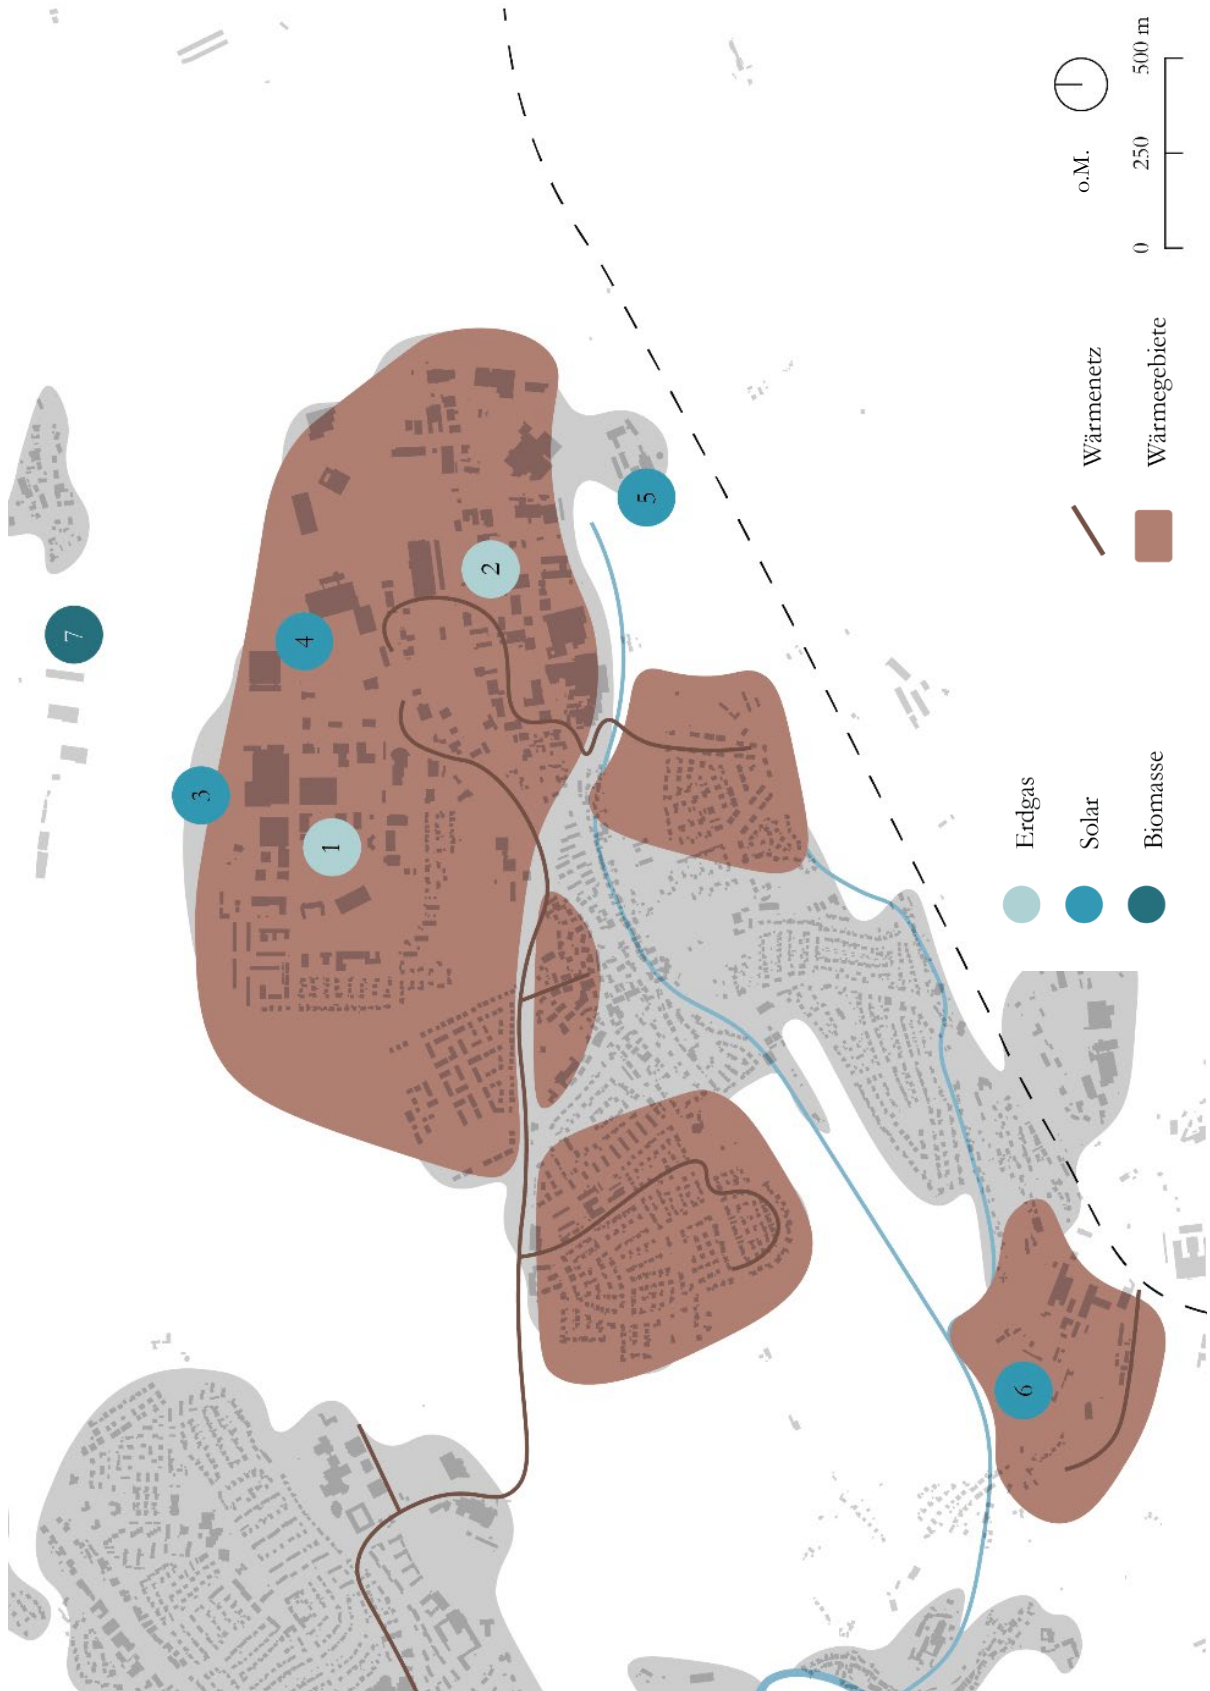 1
2
3
4
5
6
7
Erdgas
Solar
Biomasse
Wärmenetz
Wärmegebiete
o.M.
0 250 500 m